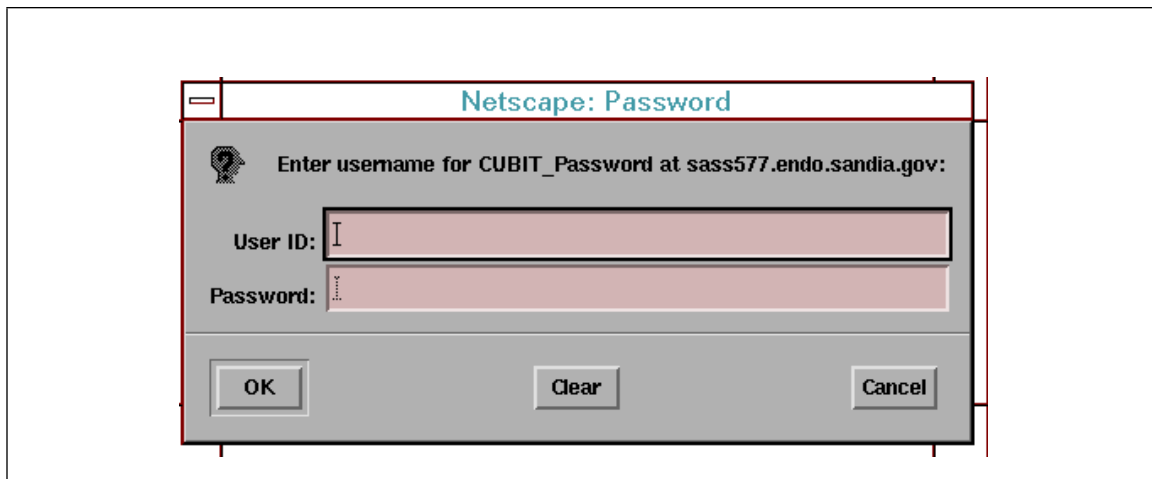 Netscape: Password
Enter username for CUBIT_Password at sass577.endo.sandia.gov:
User ID:
Password:
OK Clear Cancel